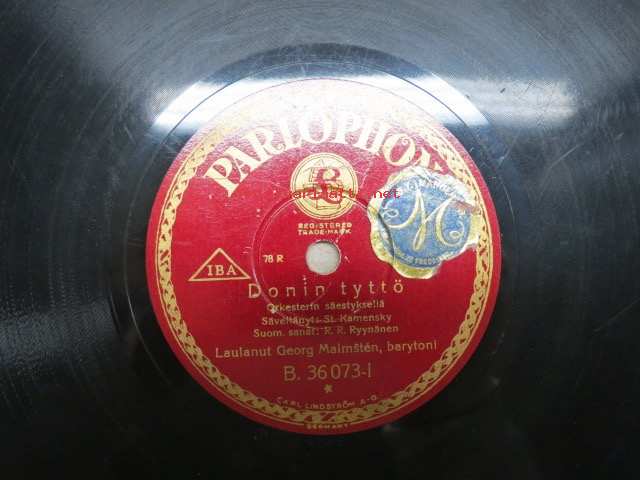 PARLOPHON
REGISTERED
TRADE-MARK
IBA
78 R
M
Donin tyttö
Orkesterin säestyksellä
Säveltänyt: St. Kamensky
Suom. sanat: R. R. Ryynänen
Laulanut Georg Malmstén, barytoni
B. 36073-I
CARL LINDSTRÖM A-G.
GERMANY